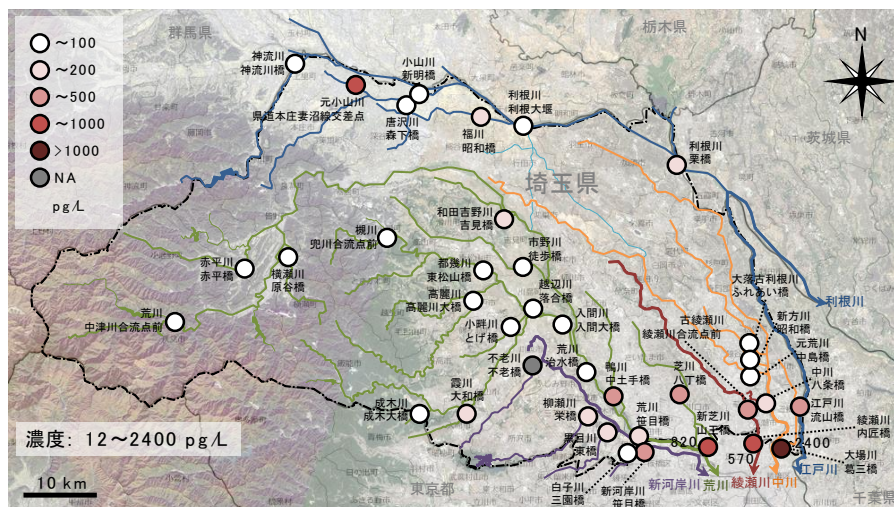 群馬県
栃木県
茨城県
埼玉県
東京都
千葉県
~100
~200
~500
~1000
>1000
NA
pg/L
神流川
神流川橋
元小山川
県道本庄妻沼線交差点
小山川
新明橋
唐沢川
森下橋
福川
昭和橋
利根川
利根大堰
利根川
栗橋
和田吉野川
吉見橋
槻川
兜川合流点前
市野川
徒歩橋
都幾川
東松山橋
赤平川
赤平橋
横瀬川
原谷橋
高麗川
高麗川大橋
越辺川
落合橋
荒川
中津川合流点前
小畔川
とげ橋
入間川
入間大橋
不老川
不老橋
荒川
治水橋
鴨川
中土手橋
芝川
八丁橋
古綾瀬川
綾瀬川合流点前
大落古利根川
ふれあい橋
新方川
昭和橋
元荒川
中島橋
中川
八条橋
江戸川
流山橋
綾瀬川
内匠橋
大場川
葛三橋
成木川
成木大橋
霞川
大和橋
柳瀬川
栄橋
黒目川
東橋
荒川
笹目橋
新芝川
山王橋
白子川
三園橋
新河岸川
笹目橋
820
570
2400
利根川
新河岸川
荒川
綾瀬川
中川
江戸川
濃度: 12~2400 pg/L
10 km
N